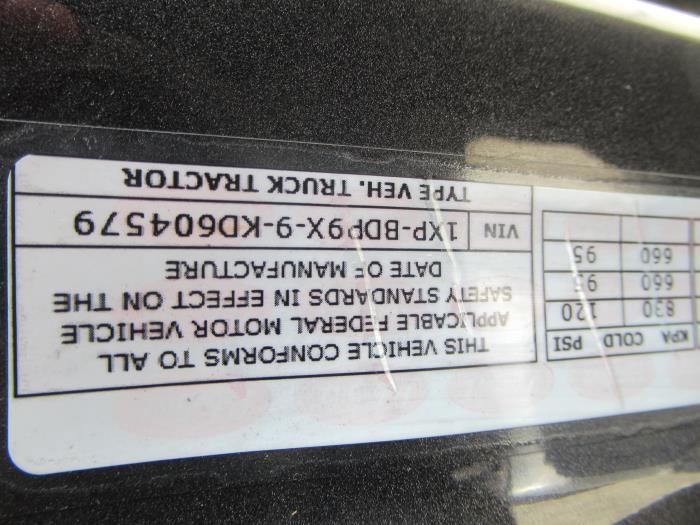 KPA COLD PSI
830 120
660 95
660 95
THIS VEHICLE CONFORMS TO ALL
APPLICABLE FEDERAL MOTOR VEHICLE
SAFETY STANDARDS IN EFFECT ON THE
DATE OF MANUFACTURE
VIN 1XP-BDP9X-9-KD604579
TYPE VEH. TRUCK TRACTOR